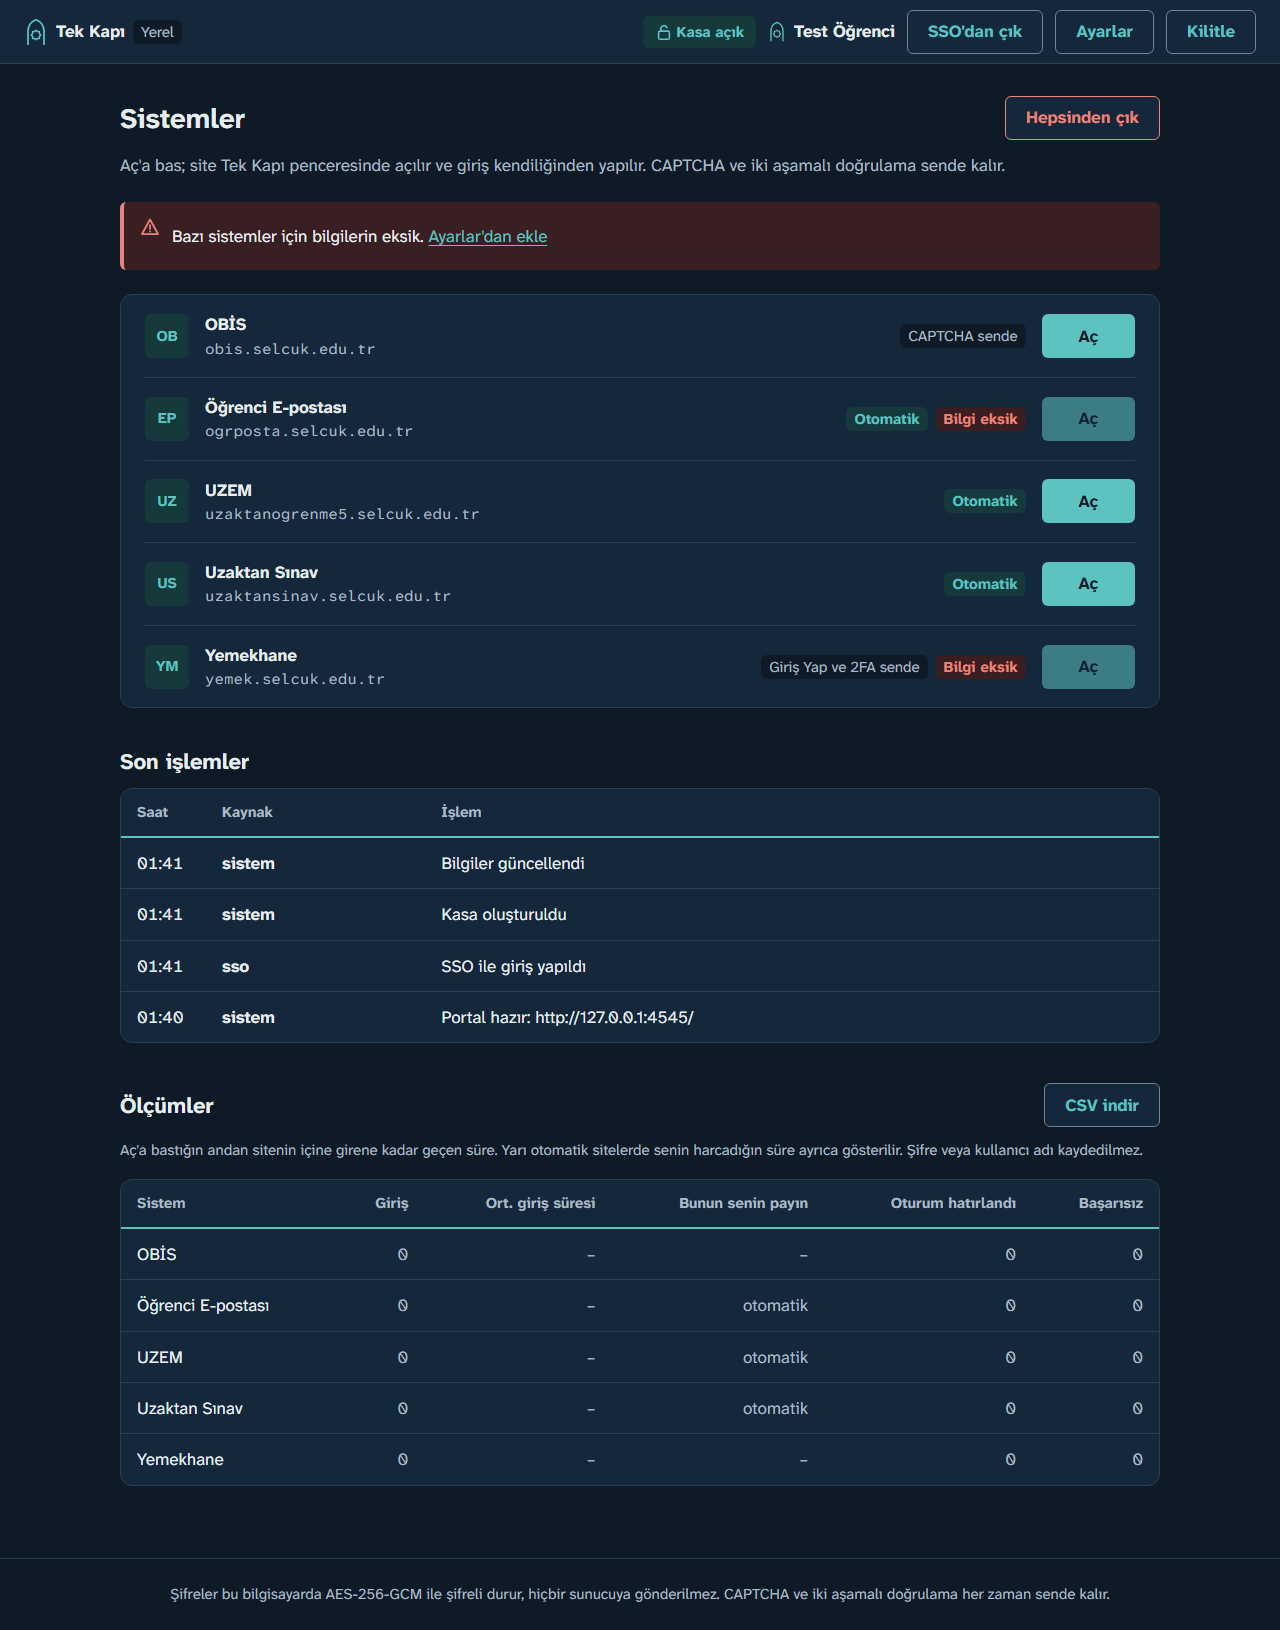 Tek Kapı Yerel
Kasa açık
Test Öğrenci
SSO'dan çık
Ayarlar
Kilitle
Sistemler
Hepsinden çık
Aç'a bas; site Tek Kapı penceresinde açılır ve giriş kendiliğinden yapılır. CAPTCHA ve iki aşamalı doğrulama sende kalır.
Bazı sistemler için bilgilerin eksik. Ayarlar'dan ekle
OB
OBİS
obis.selcuk.edu.tr
CAPTCHA sende
Aç
EP
Öğrenci E-postası
ogrposta.selcuk.edu.tr
Otomatik
Bilgi eksik
Aç
UZ
UZEM
uzaktanogrenme5.selcuk.edu.tr
Otomatik
Aç
US
Uzaktan Sınav
uzaktansinav.selcuk.edu.tr
Otomatik
Aç
YM
Yemekhane
yemek.selcuk.edu.tr
Giriş Yap ve 2FA sende
Bilgi eksik
Aç
Son işlemler
Saat Kaynak İşlem
01:41 sistem Bilgiler güncellendi
01:41 sistem Kasa oluşturuldu
01:41 sso SSO ile giriş yapıldı
01:40 sistem Portal hazır: http://127.0.0.1:4545/
Ölçümler
CSV indir
Aç'a bastığın andan sitenin içine girene kadar geçen süre. Yarı otomatik sitelerde senin harcadığın süre ayrıca gösterilir. Şifre veya kullanıcı adı kaydedilmez.
Sistem Giriş Ort. giriş süresi Bunun senin payın Oturum hatırlandı Başarısız
OBİS 0 – – 0 0
Öğrenci E-postası 0 – otomatik 0 0
UZEM 0 – otomatik 0 0
Uzaktan Sınav 0 – otomatik 0 0
Yemekhane 0 – – 0 0
Şifreler bu bilgisayarda AES-256-GCM ile şifreli durur, hiçbir sunucuya gönderilmez. CAPTCHA ve iki aşamalı doğrulama her zaman sende kalır.